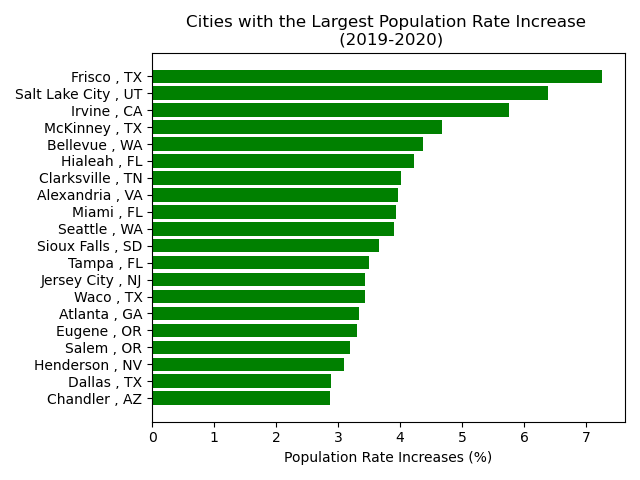 Cities with the Largest Population Rate Increase
(2019-2020)
Frisco , TX
Salt Lake City , UT
Irvine , CA
McKinney , TX
Bellevue , WA
Hialeah , FL
Clarksville , TN
Alexandria , VA
Miami , FL
Seattle , WA
Sioux Falls , SD
Tampa , FL
Jersey City , NJ
Waco , TX
Atlanta , GA
Eugene , OR
Salem , OR
Henderson , NV
Dallas , TX
Chandler , AZ
0 1 2 3 4 5 6 7
Population Rate Increases (%)